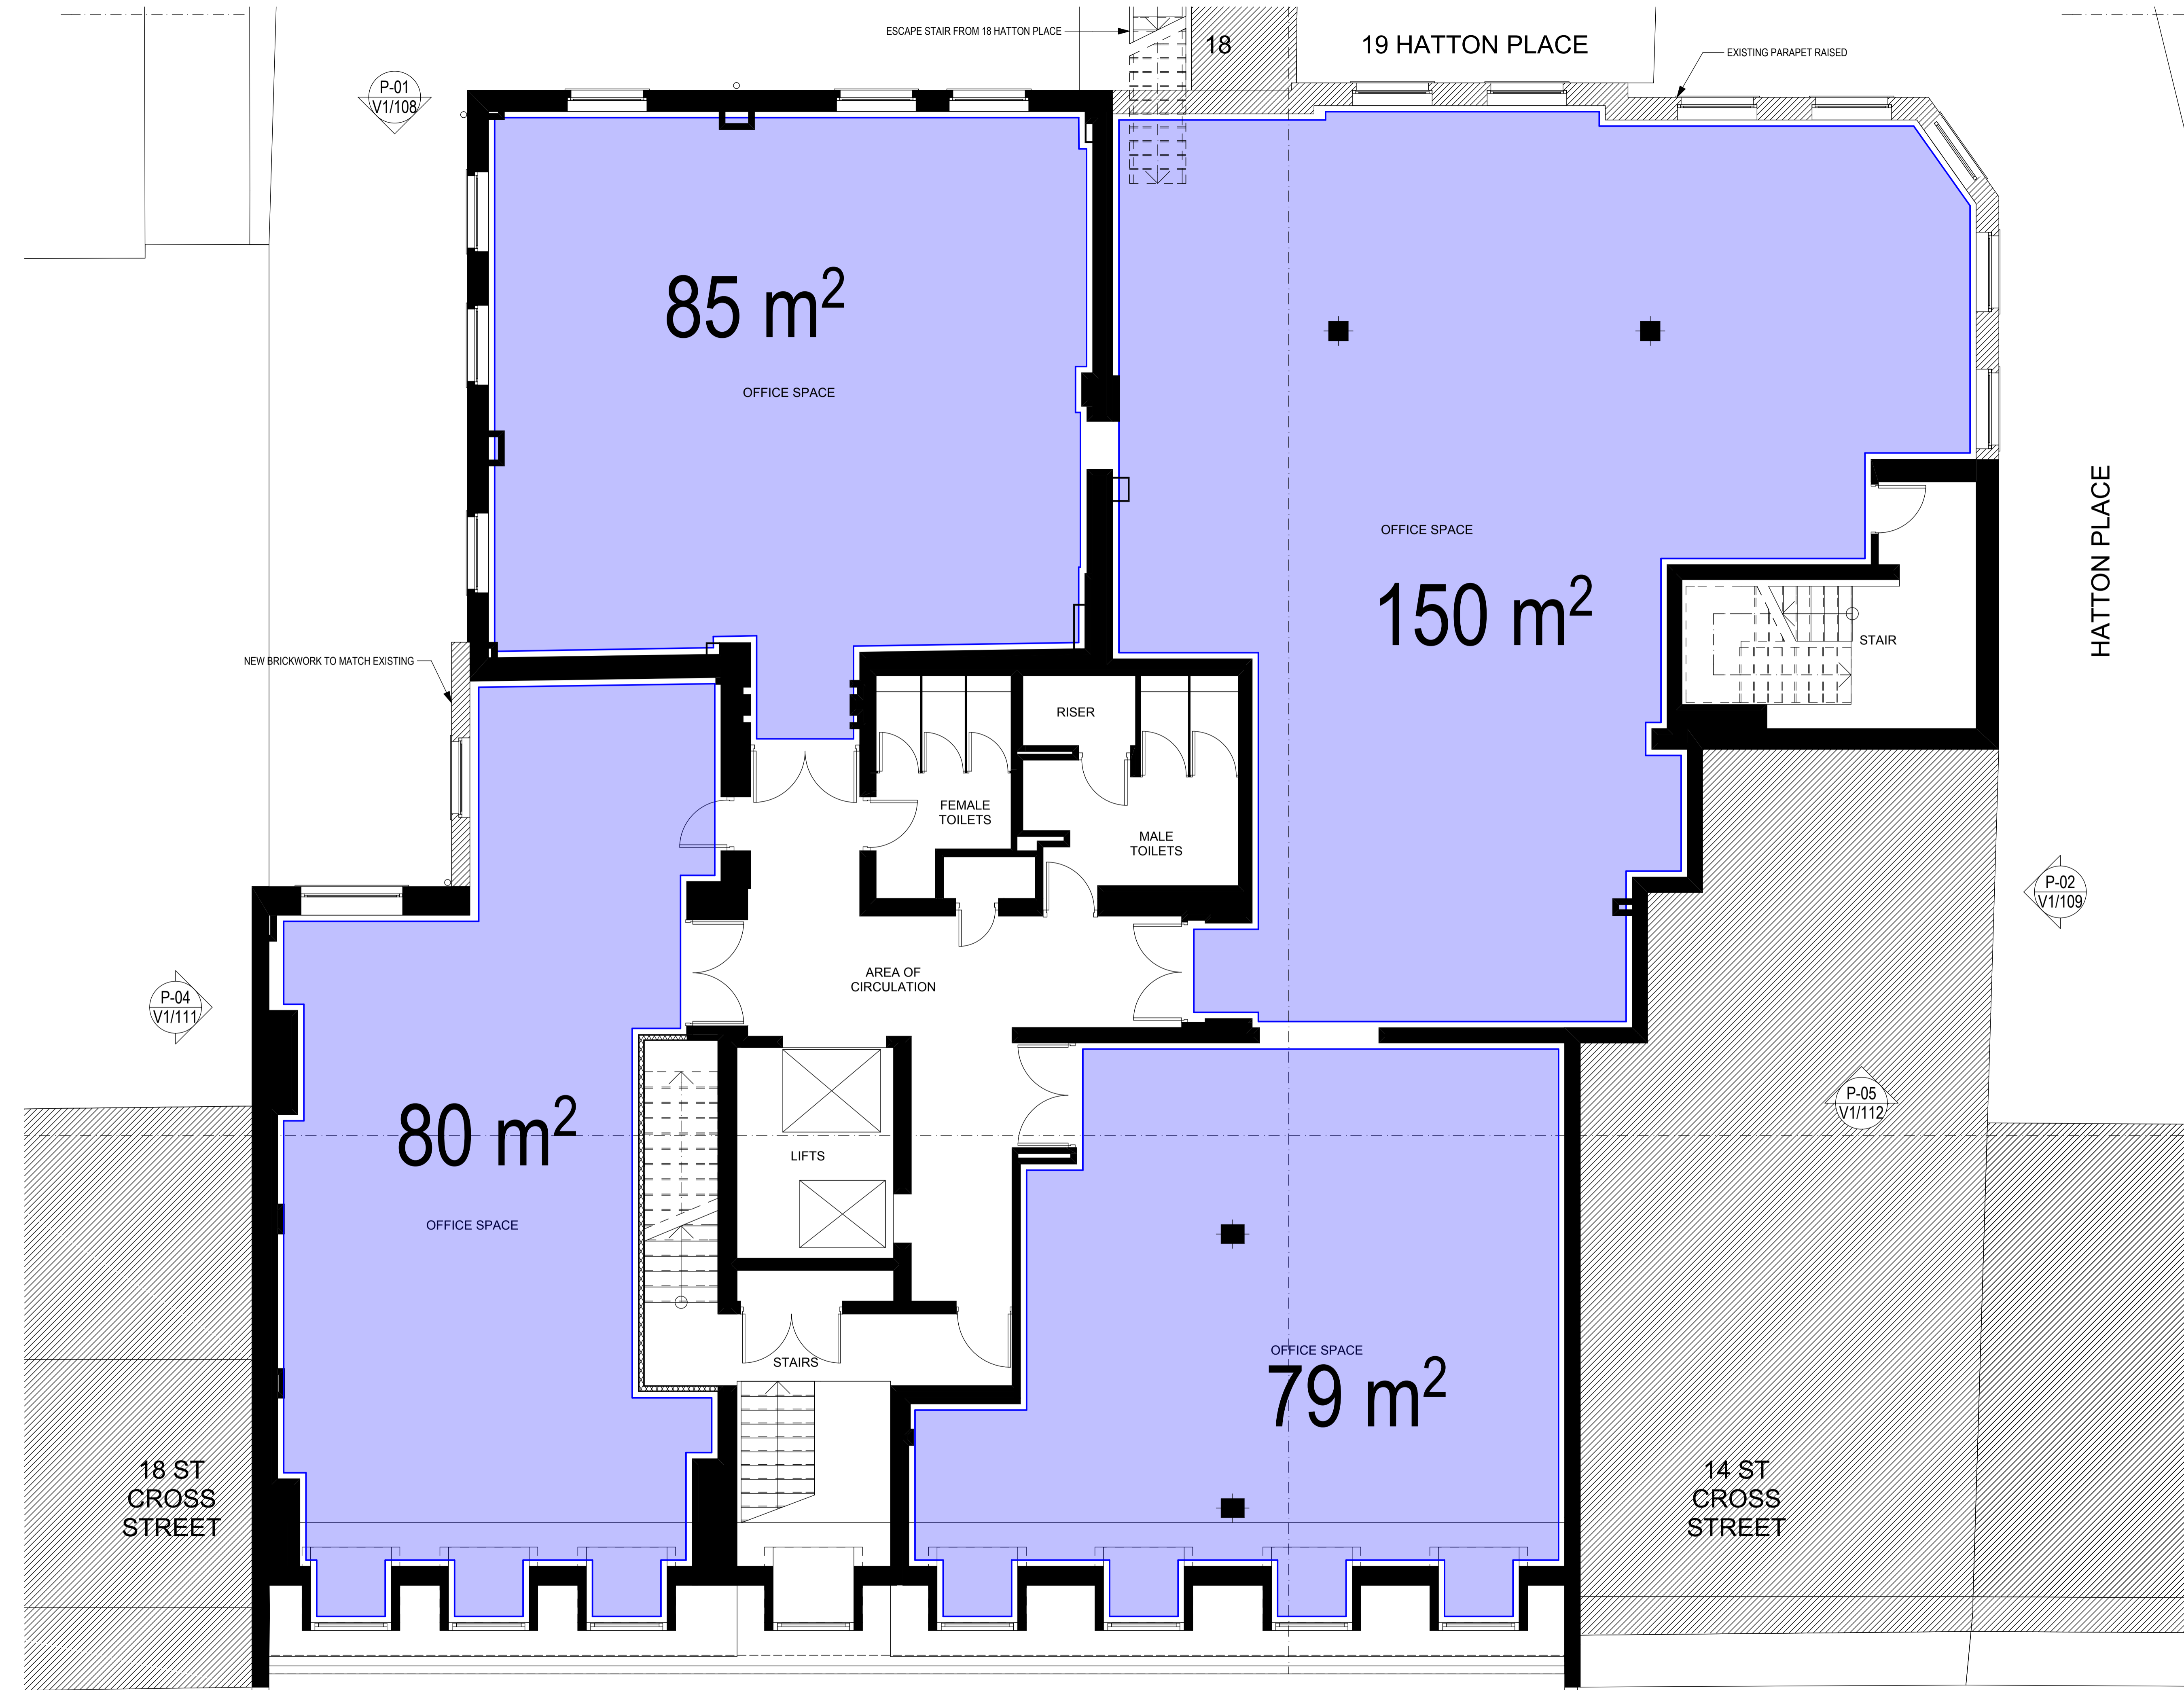 ESCAPE STAIR FROM 18 HATTON PLACE
18
19 HATTON PLACE
EXISTING PARAPET RAISED
P-01
V1/108
85 m²
OFFICE SPACE
OFFICE SPACE
150 m²
HATTON PLACE
STAIR
NEW BRICKWORK TO MATCH EXISTING
RISER
FEMALE
TOILETS
MALE
TOILETS
P-02
V1/109
AREA OF
CIRCULATION
P-04
V1/111
P-05
V1/112
80 m²
LIFTS
OFFICE SPACE
OFFICE SPACE
79 m²
STAIRS
18 ST
CROSS
STREET
14 ST
CROSS
STREET